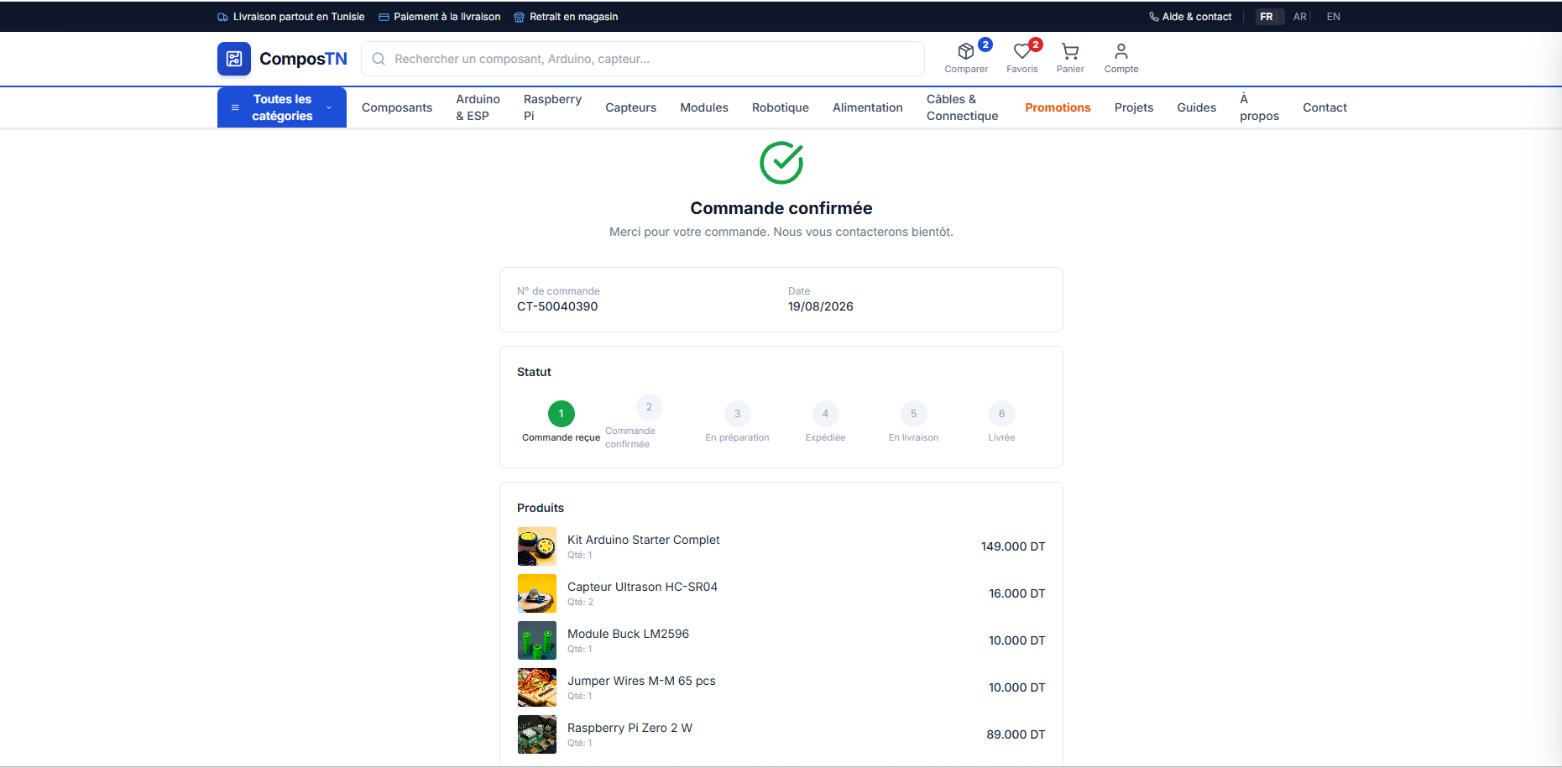 Livraison partout en Tunisie Paiement à la livraison Retrait en magasin Aide & contact FR AR EN
ComposTN
Rechercher un composant, Arduino, capteur...
2
Comparer
2
Favoris
Panier
Compte
Toutes les
catégories
Composants
Arduino
& ESP
Raspberry
Pi
Capteurs
Modules
Robotique
Alimentation
Câbles &
Connectique
Promotions
Projets
Guides
À
propos
Contact
Commande confirmée
Merci pour votre commande. Nous vous contacterons bientôt.
N° de commande
CT-50040390
Date
19/08/2026
Statut
1
Commande reçue
2
Commande
confirmée
3
En préparation
4
Expédiée
5
En livraison
6
Livrée
Produits
Kit Arduino Starter Complet
Qté: 1
149.000 DT
Capteur Ultrason HC-SR04
Qté: 2
16.000 DT
Module Buck LM2596
Qté: 1
10.000 DT
Jumper Wires M-M 65 pcs
Qté: 1
10.000 DT
Raspberry Pi Zero 2 W
Qté: 1
89.000 DT